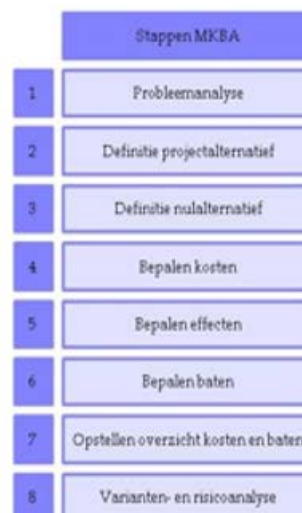 Stappen MKBA
1 Probleemanalyse
2 Definitie projectalternatief
3 Definitie nulalternatief
4 Bepalen kosten
5 Bepalen effecten
6 Bepalen baten
7 Opstellen overzicht kosten en baten
8 Varianten- en risicoanalyse